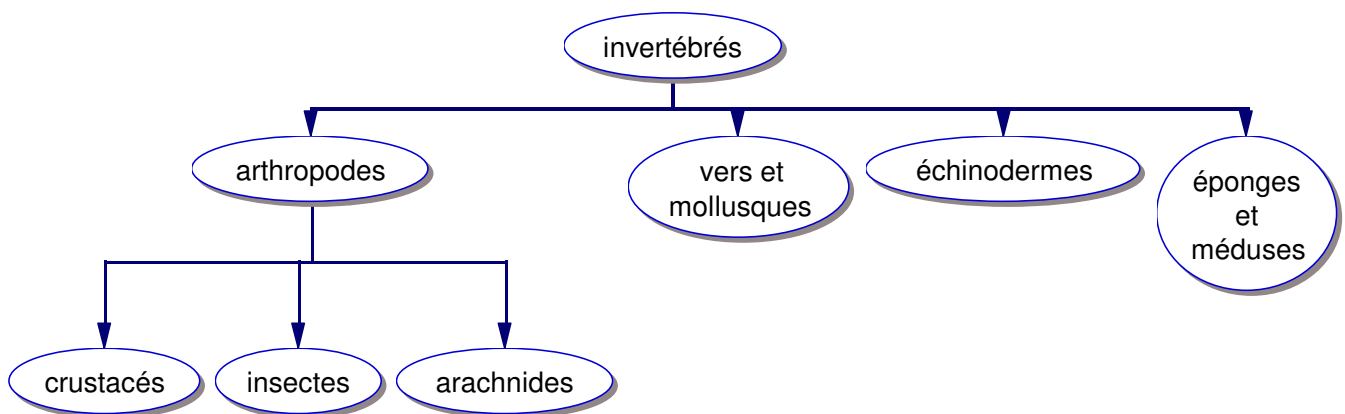 invertébrés
arthropodes
vers et
mollusques
échinodermes
éponges
et
méduses
crustacés
insectes
arachnides